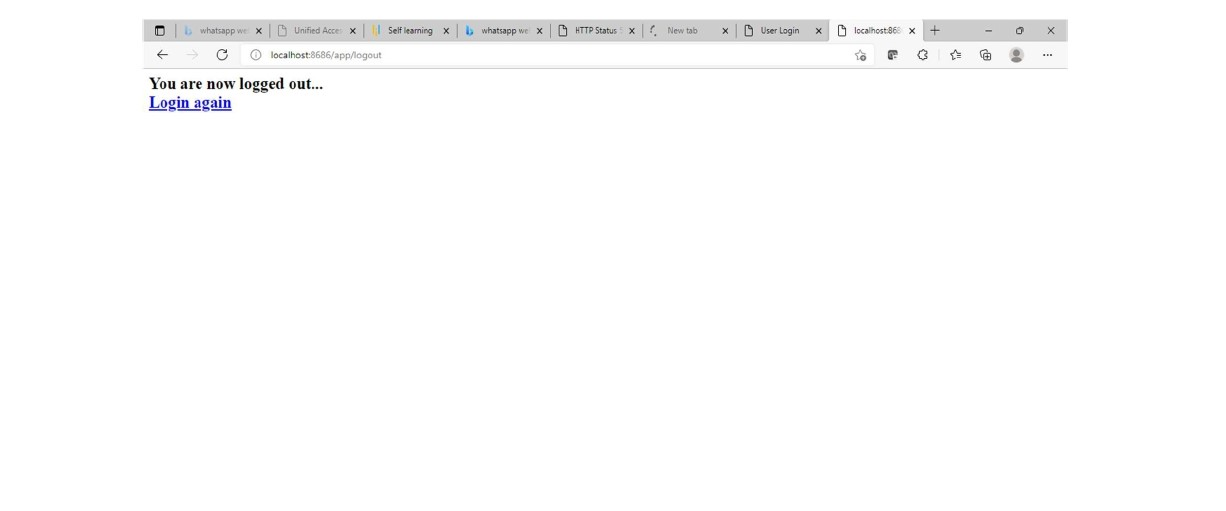 whatsapp we
Unified Acce
Self learning
whatsapp we
HTTP Status
New tab
User Login
localhost:868
localhost:8686/app/logout
You are now logged out...
Login again